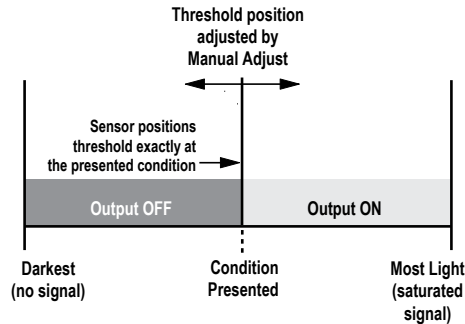 Threshold position
adjusted by
Manual Adjust
Sensor positions
threshold exactly at
the presented condition
Output OFF
Output ON
Darkest
(no signal)
Condition
Presented
Most Light
(saturated
signal)